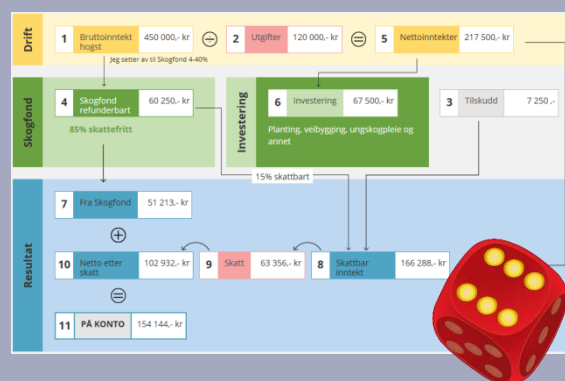 Drift
1 Bruttoinntekt hogst 450 000,- kr
2 Utgifter 120 000,- kr
5 Nettoinntekter 217 500,- kr
Jeg setter av til Skogfond 4-40%
Skogfond
4 Skogfond refunderbart 60 250,- kr
85% skattefritt
Investering
6 Investering 67 500,- kr
Planting, veibygging, ungskogpleie og
annet
3 Tilskudd 7 250 ,-
15% skattbart
Resultat
7 Fra Skogfond 51 213,- kr
10 Netto etter skatt 102 932,- kr
9 Skatt 63 356,- kr
8 Skattbar inntekt 166 288,- kr
11 PÅ KONTO 154 144,- kr